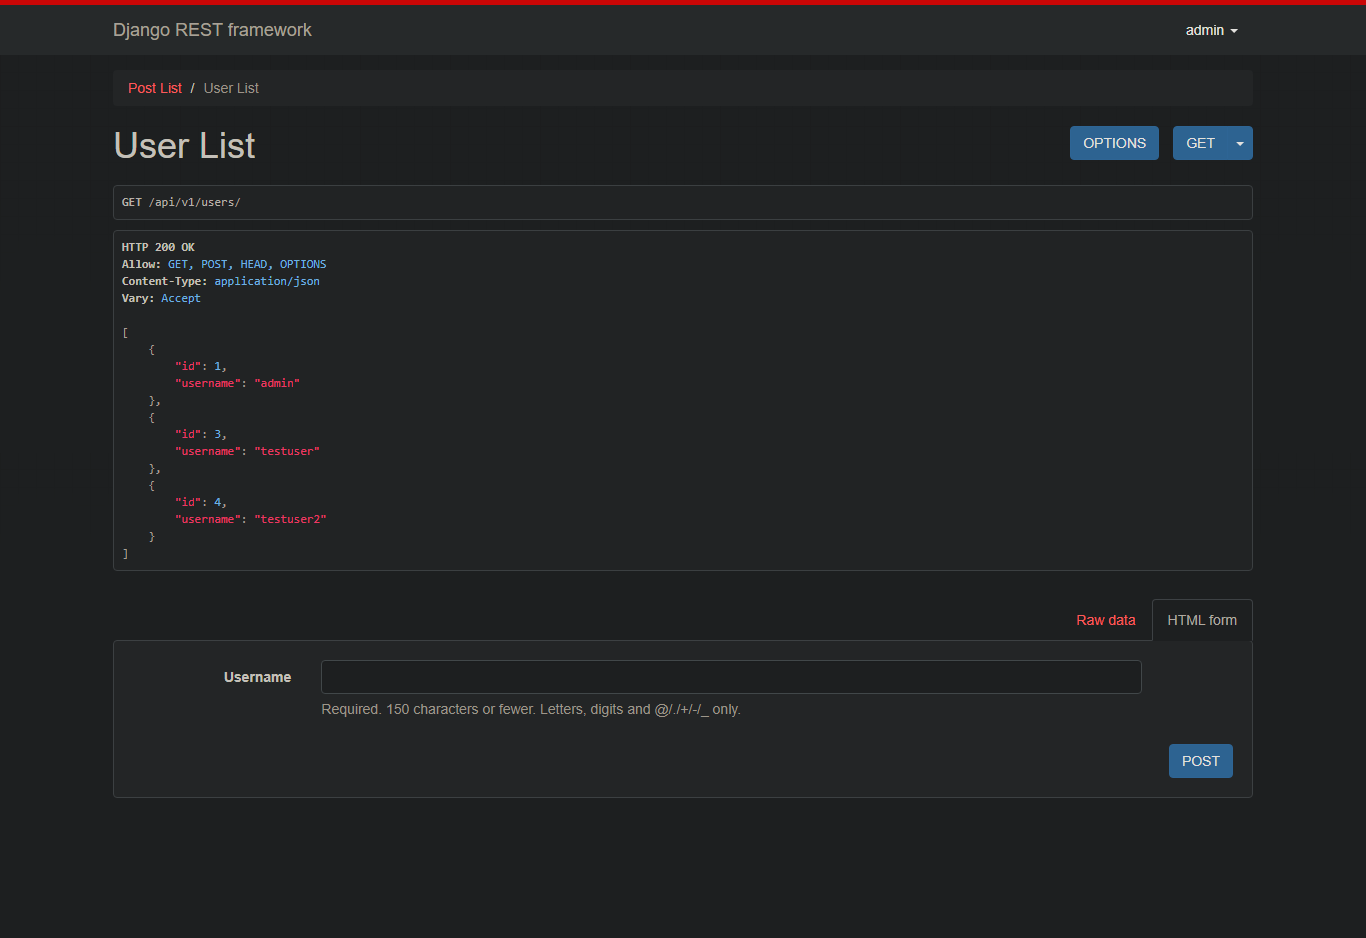 Django REST framework
admin
Post List / User List
User List
OPTIONS
GET
GET /api/v1/users/
HTTP 200 OK
Allow: GET, POST, HEAD, OPTIONS
Content-Type: application/json
Vary: Accept
[
    {
        "id": 1,
        "username": "admin"
    },
    {
        "id": 3,
        "username": "testuser"
    },
    {
        "id": 4,
        "username": "testuser2"
    }
]
Raw data
HTML form
Username
Required. 150 characters or fewer. Letters, digits and @/./+/-/_ only.
POST